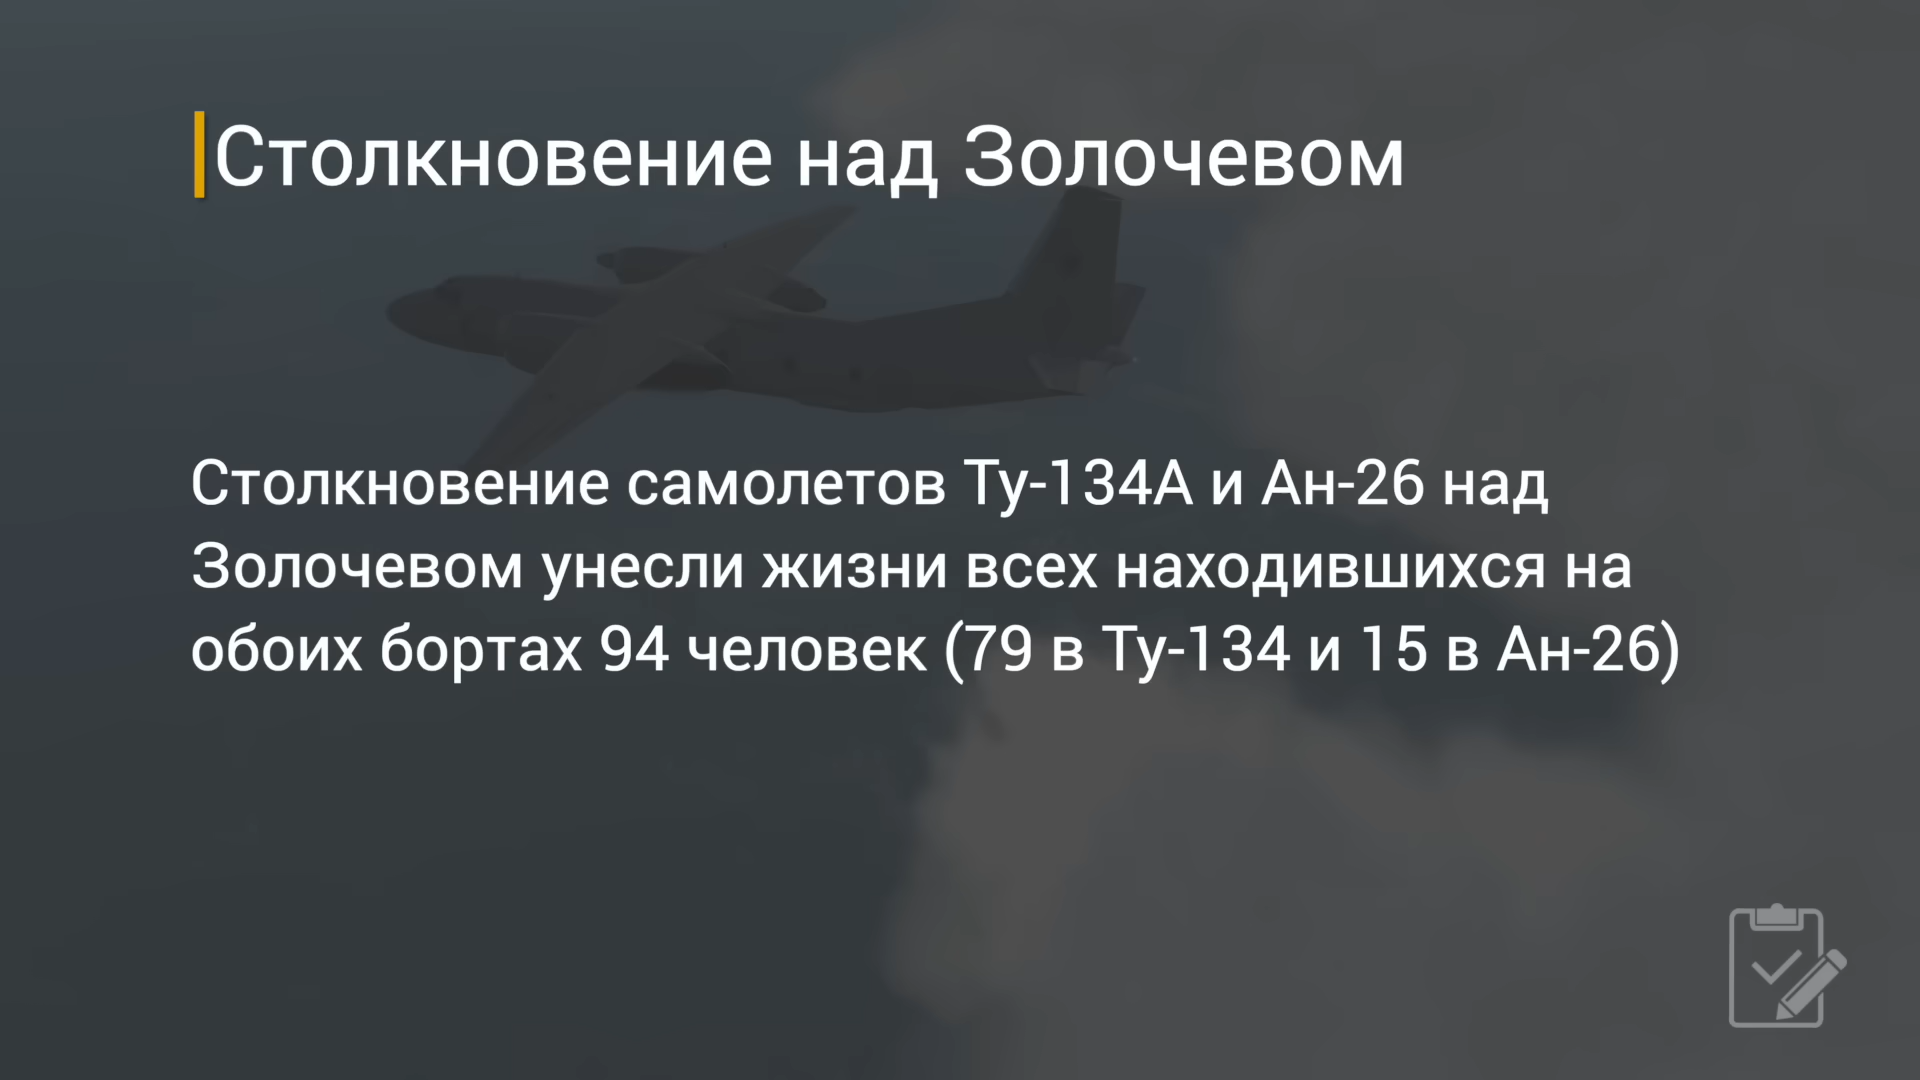 Столкновение над Золочевом
Столкновение самолетов Ту-134А и Ан-26 над
Золочевом унесли жизни всех находившихся на
обоих бортах 94 человек (79 в Ту-134 и 15 в Ан-26)